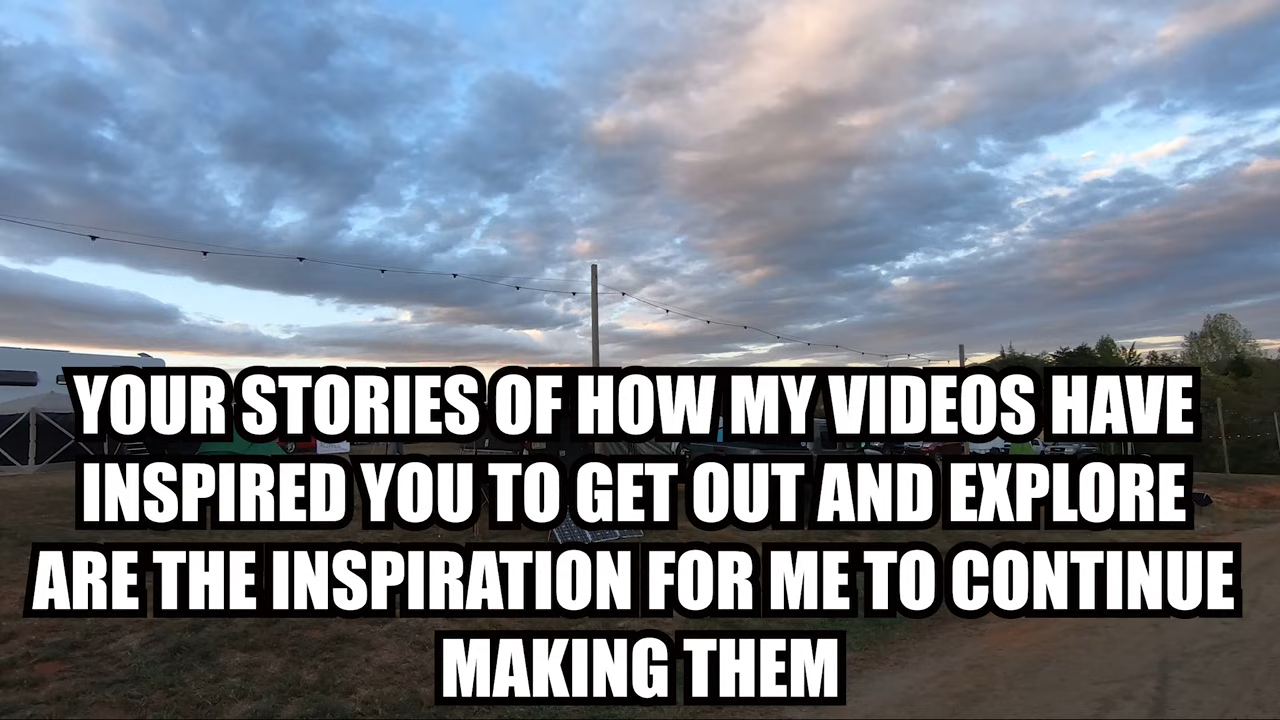 YOUR STORIES OF HOW MY VIDEOS HAVE
INSPIRED YOU TO GET OUT AND EXPLORE
ARE THE INSPIRATION FOR ME TO CONTINUE
MAKING THEM